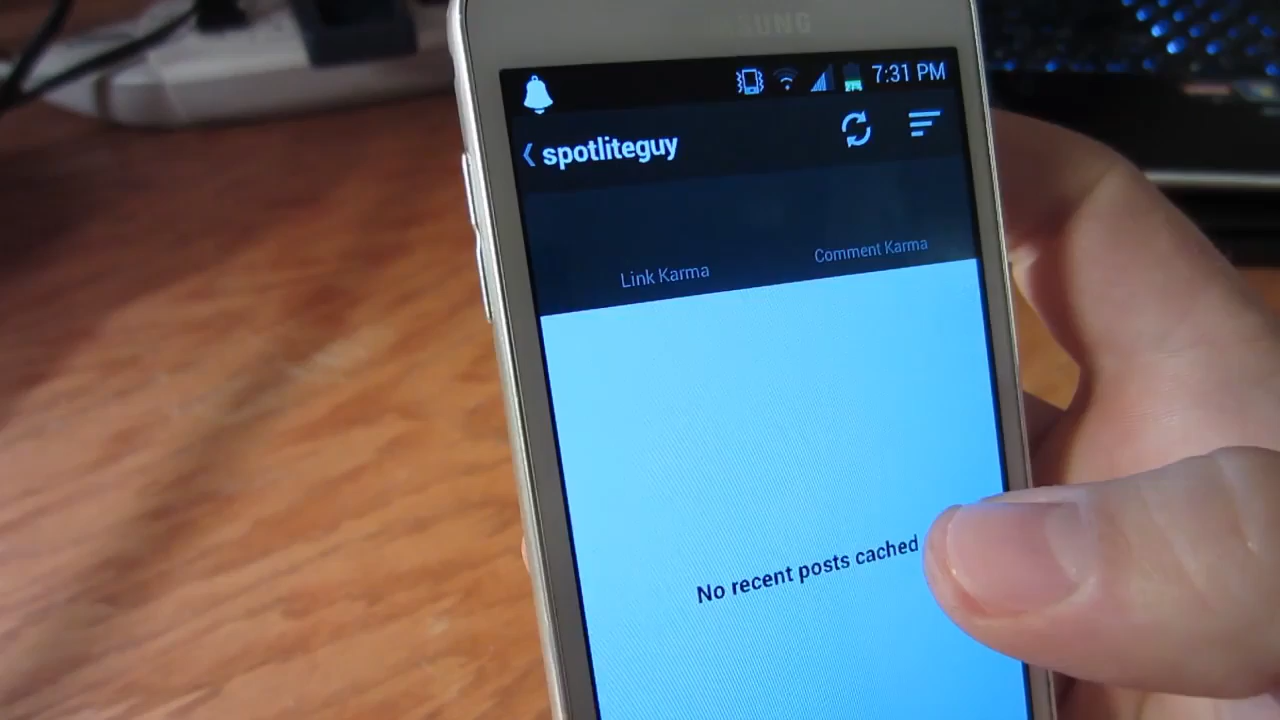 SAMSUNG
7:31 PM
spotliteguy
Link Karma
Comment Karma
No recent posts cached